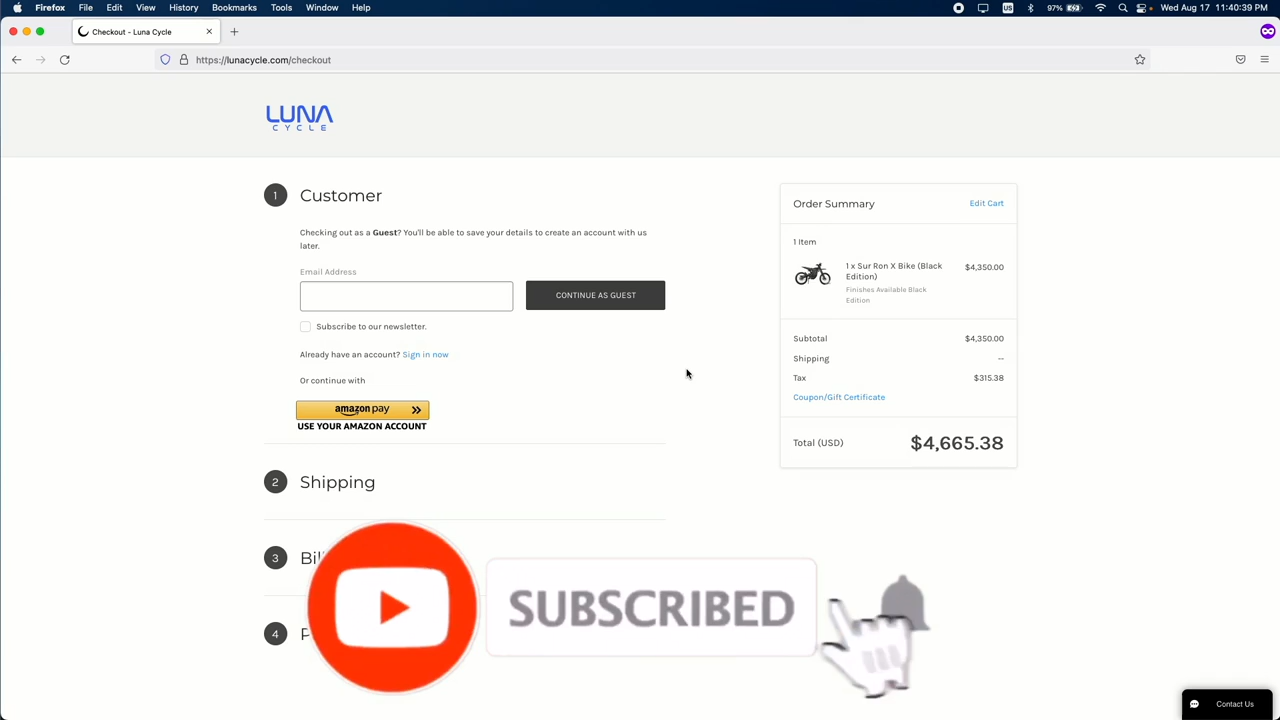 Firefox File Edit View History Bookmarks Tools Window Help
97% Wed Aug 17 11:40:39 PM
US
Checkout - Luna Cycle
https://lunacycle.com/checkout
LUNA
CYCLE
1 Customer
Checking out as a Guest? You'll be able to save your details to create an account with us
later.
Email Address
CONTINUE AS GUEST
Subscribe to our newsletter.
Already have an account? Sign in now
Or continue with
amazon pay
USE YOUR AMAZON ACCOUNT
2 Shipping
3 Bil
4 P
Order Summary Edit Cart
1 Item
1 x Sur Ron X Bike (Black $4,350.00
Edition)
Finishes Available Black
Edition
Subtotal $4,350.00
Shipping --
Tax $315.38
Coupon/Gift Certificate
Total (USD) $4,665.38
SUBSCRIBED
Contact Us